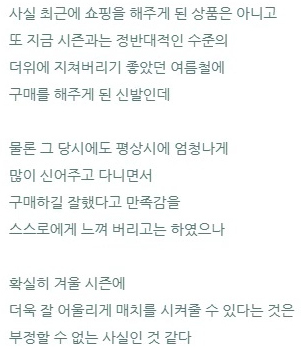 사실 최근에 쇼핑을 해주게 된 상품은 아니고
또 지금 시즌과는 정반대적인 수준의
더위에 지쳐버리기 좋았던 여름철에
구매를 해주게 된 신발인데
물론 그 당시에도 평상시에 엄청나게
많이 신어주고 다니면서
구매하길 잘했다고 만족감을
스스로에게 느껴 버리고는 하였으나
확실히 겨울 시즌에
더욱 잘 어울리게 매치를 시켜줄 수 있다는 것은
부정할 수 없는 사실인 것 같다